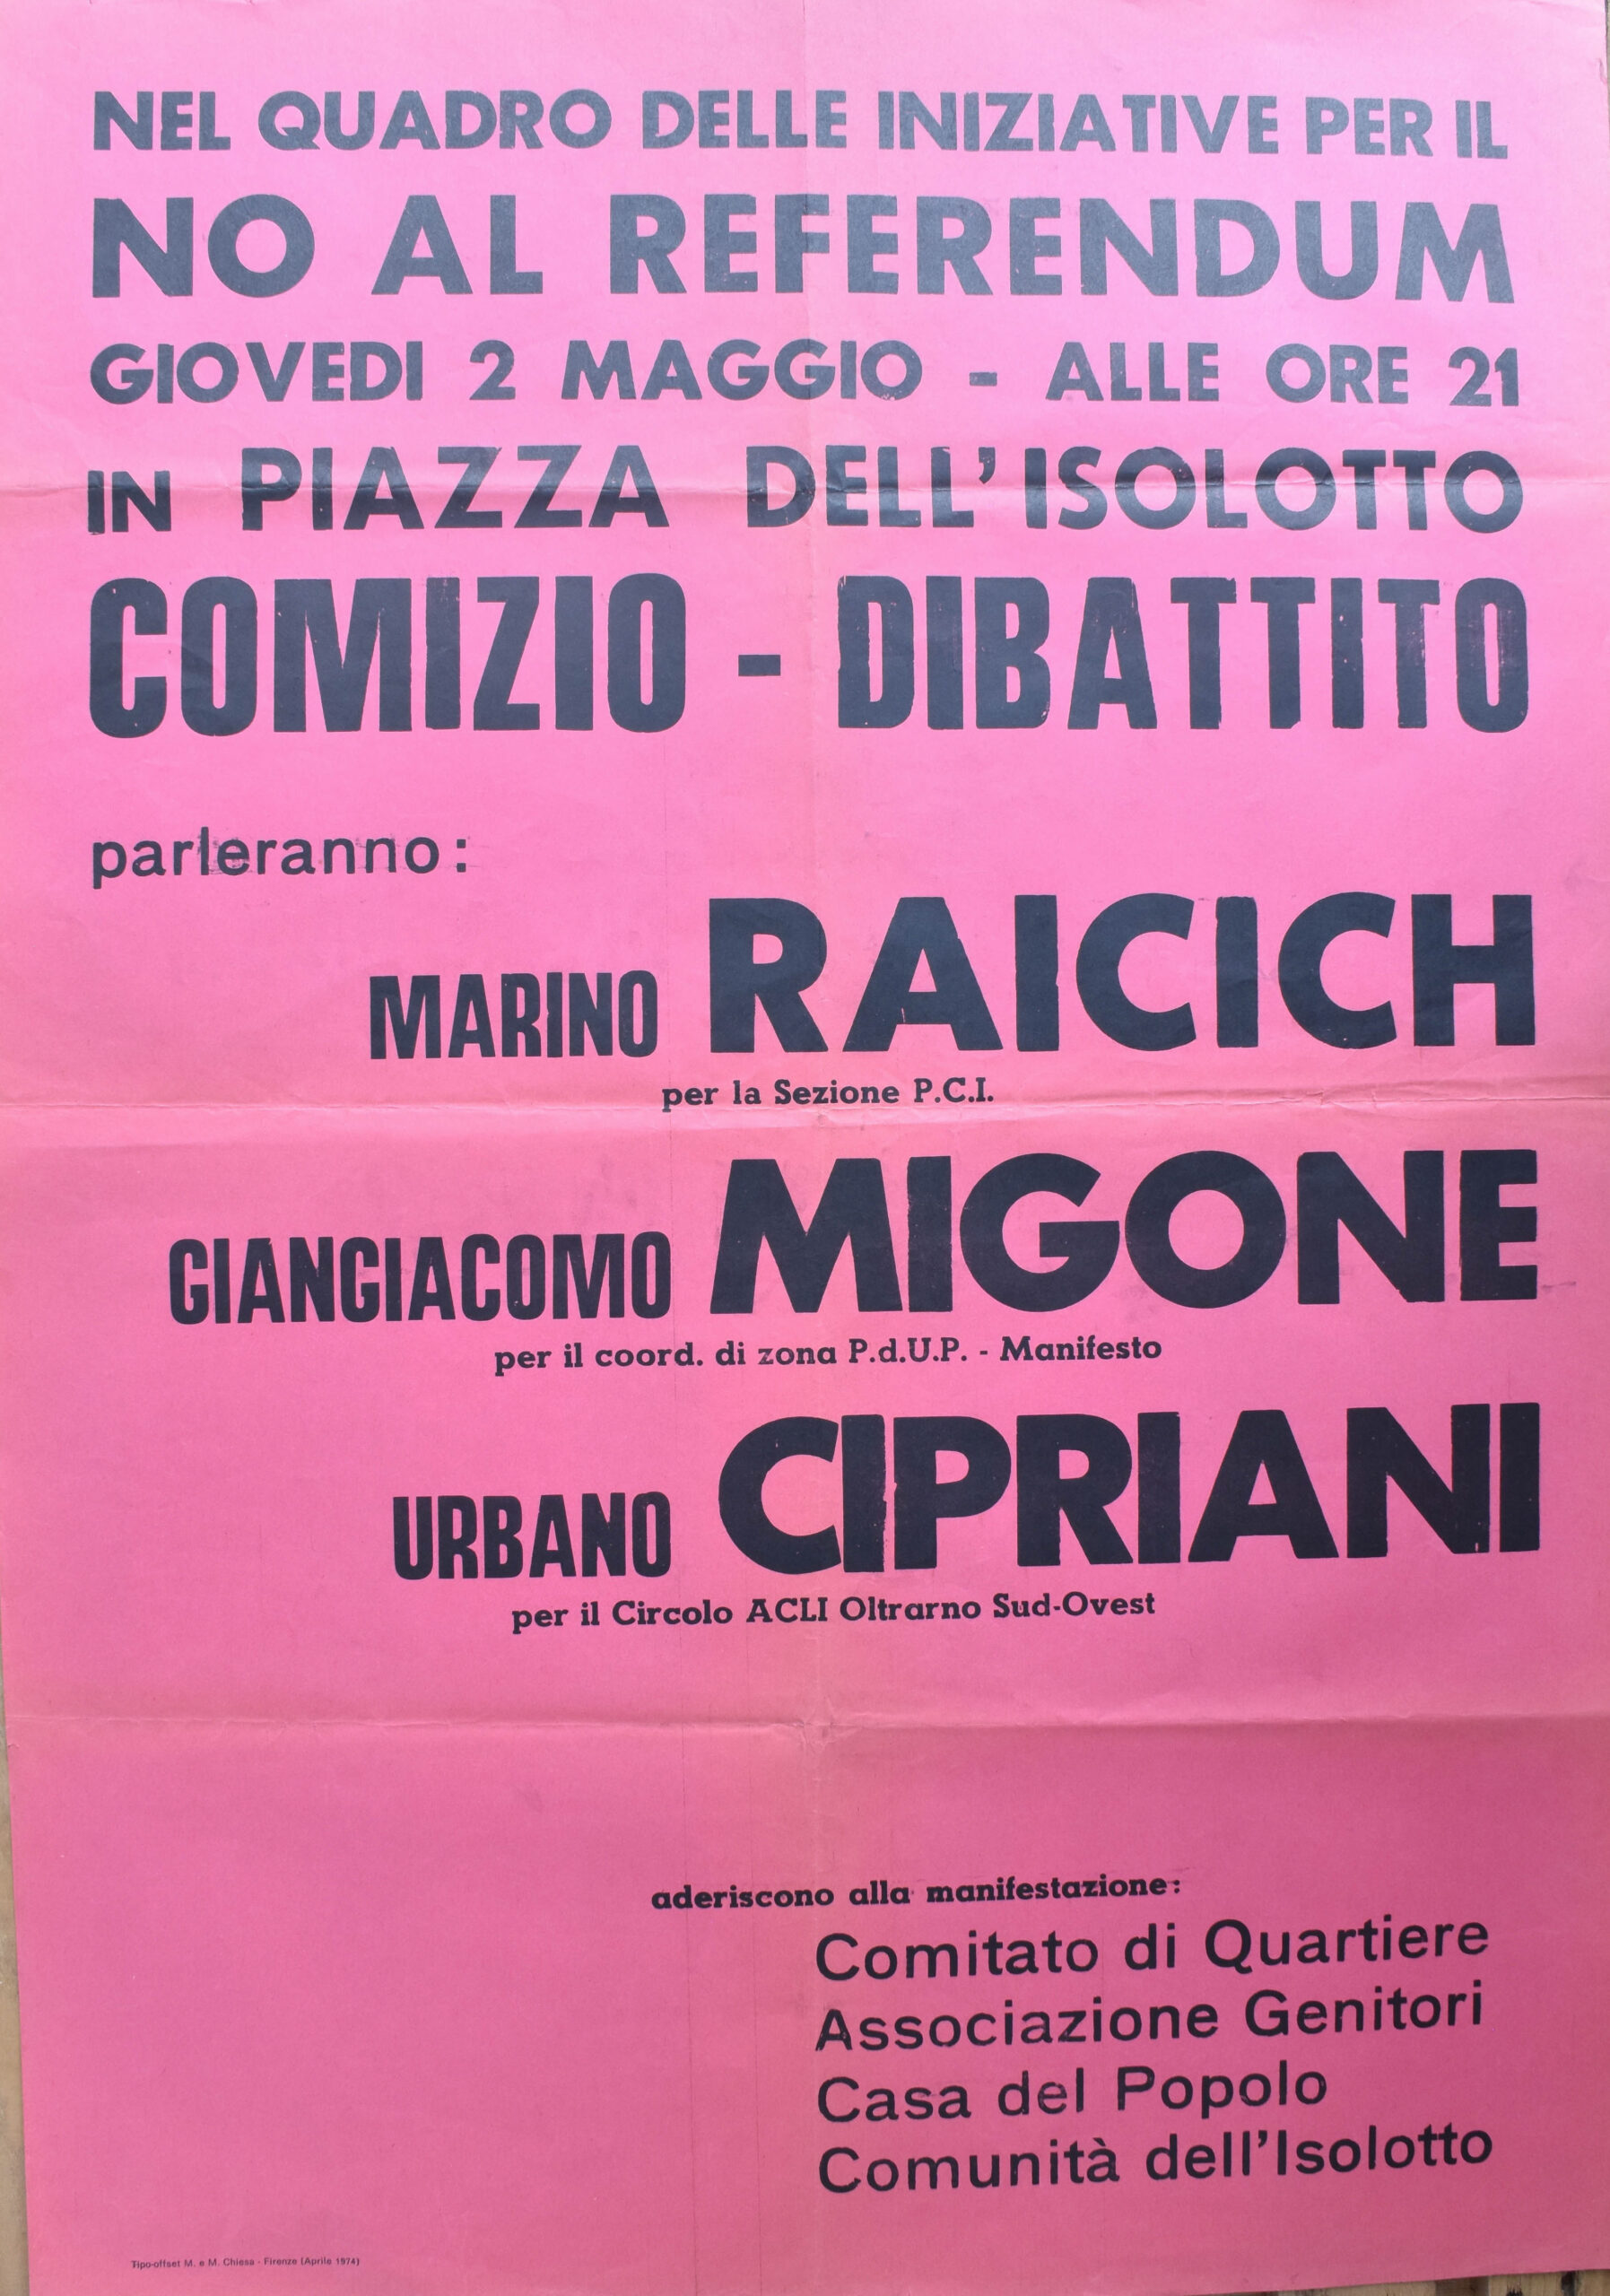 NEL QUADRO DELLE INIZIATIVE PER IL
NO AL REFERENDUM
GIOVEDI 2 MAGGIO - ALLE ORE 21
IN PIAZZA DELL'ISOLOTTO
COMIZIO - DIBATTITO
parleranno:
MARINO RAICICH
per la Sezione P.C.I.
GIANGIACOMO MIGONE
per il coord. di zona P.d.U.P. - Manifesto
URBANO CIPRIANI
per il Circolo ACLI Oltrarno Sud-Ovest
aderiscono alla manifestazione:
Comitato di Quartiere
Associazione Genitori
Casa del Popolo
Comunità dell'Isolotto
Tipo-offset M. e M. Chiesa - Firenze (Aprile 1974)